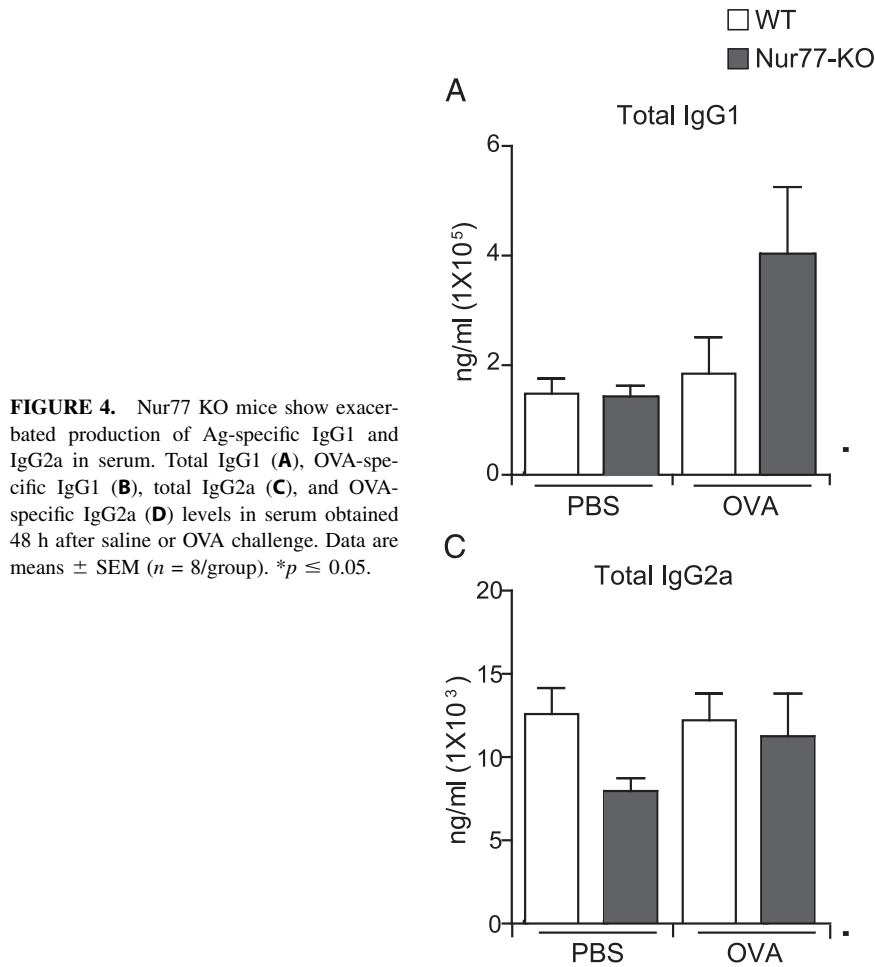 WT
Nur77-KO
A
Total IgG1
6
4
2
0
ng/ml (1X10⁵)
PBS OVA
FIGURE 4. Nur77 KO mice show exacer-
bated production of Ag-specific IgG1 and
IgG2a in serum. Total IgG1 (A), OVA-spe-
cific IgG1 (B), total IgG2a (C), and OVA-
specific IgG2a (D) levels in serum obtained
48 h after saline or OVA challenge. Data are
means ± SEM (n = 8/group). *p ≤ 0.05.
C
Total IgG2a
20
15
10
5
0
ng/ml (1X10³)
PBS OVA